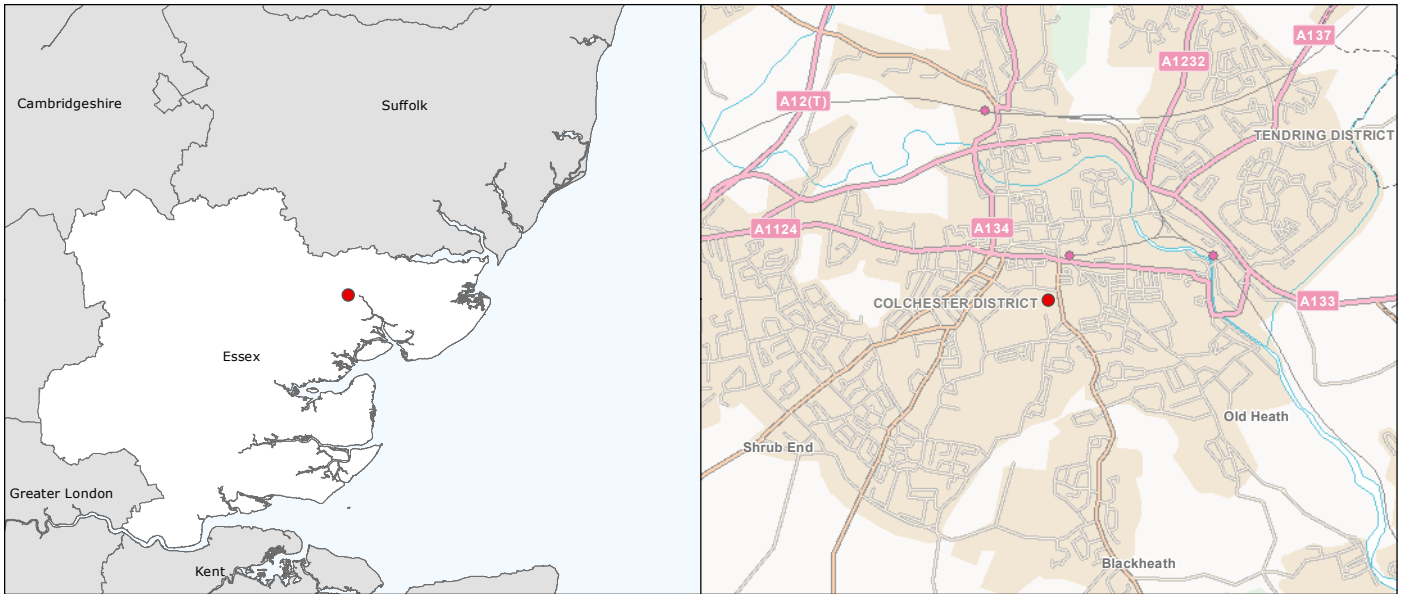 Cambridgeshire
Suffolk
Essex
Greater London
Kent
A137
A1232
A12(T)
TENDRING DISTRICT
A1124
A134
COLCHESTER DISTRICT
A133
Old Heath
Shrub End
Blackheath